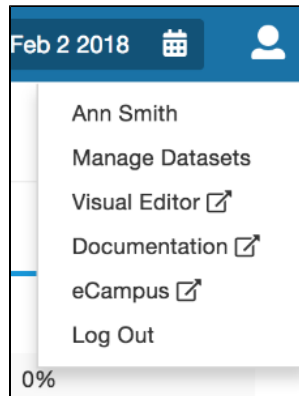 Feb 2 2018
Ann Smith
Manage Datasets
Visual Editor
Documentation
eCampus
Log Out
0%